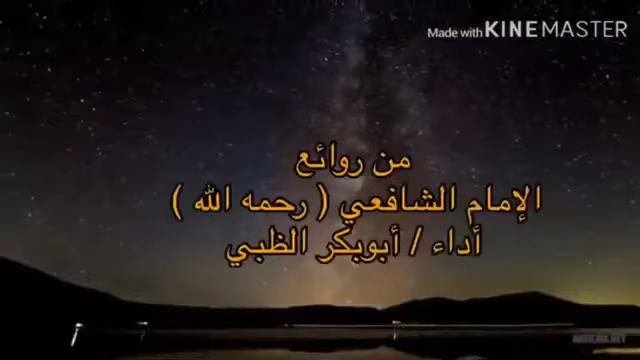 Made with KINEMASTER
من روائع
الإمام الشافعي ( رحمه الله )
أداء / أبوبكر الظبي